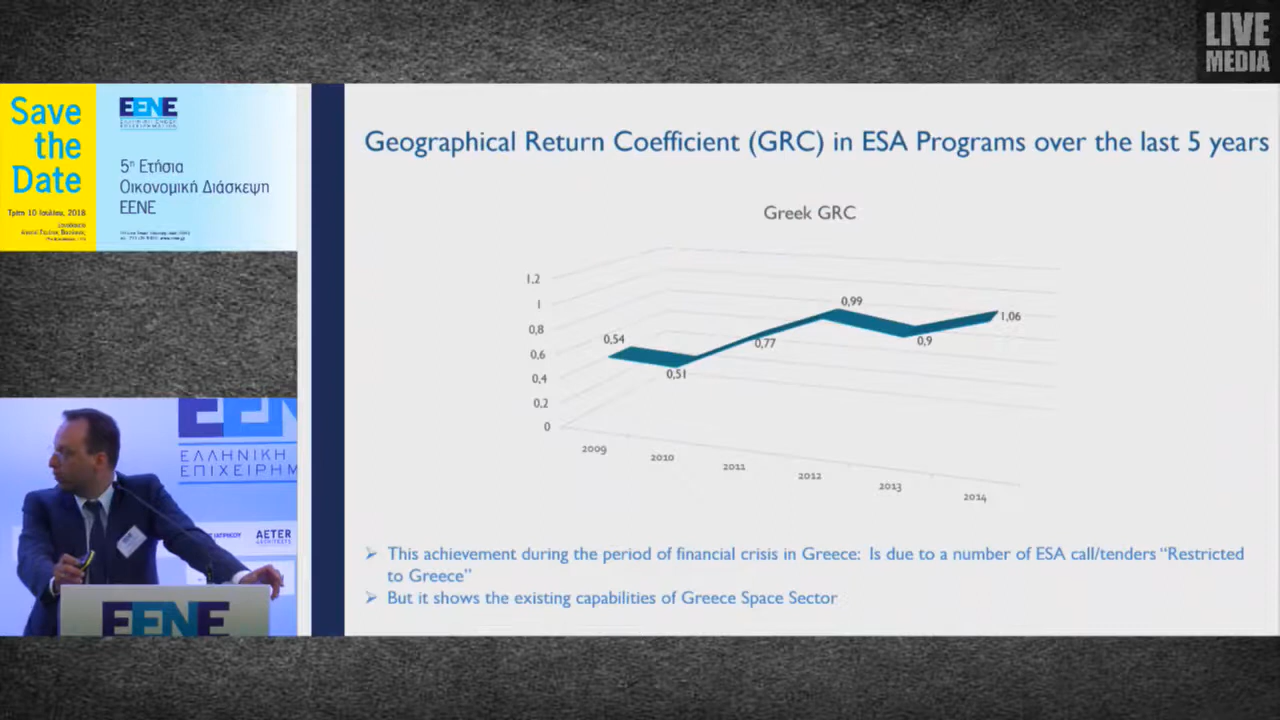 LIVE
MEDIA
Save
the
Date
Τρίτη 10 Ιουλίου, 2018
ΕΕΝΕ
5η Ετήσια
Οικονομική Διάσκεψη
ΕΕΝΕ
Geographical Return Coefficient (GRC) in ESA Programs over the last 5 years
Greek GRC
1,2
1
0,8
0,6
0,4
0,2
0
0,54
0,51
0,77
0,99
0,9
1,06
2009
2010
2011
2012
2013
2014
This achievement during the period of financial crisis in Greece: Is due to a number of ESA call/tenders “Restricted
to Greece”
But it shows the existing capabilities of Greece Space Sector
ΕΕΝ
ΕΛΛΗΝΙΚΗ
ΕΠΙΧΕΙΡΗΜ
AETER
ARCHITECTS
ΕΕΝΕ